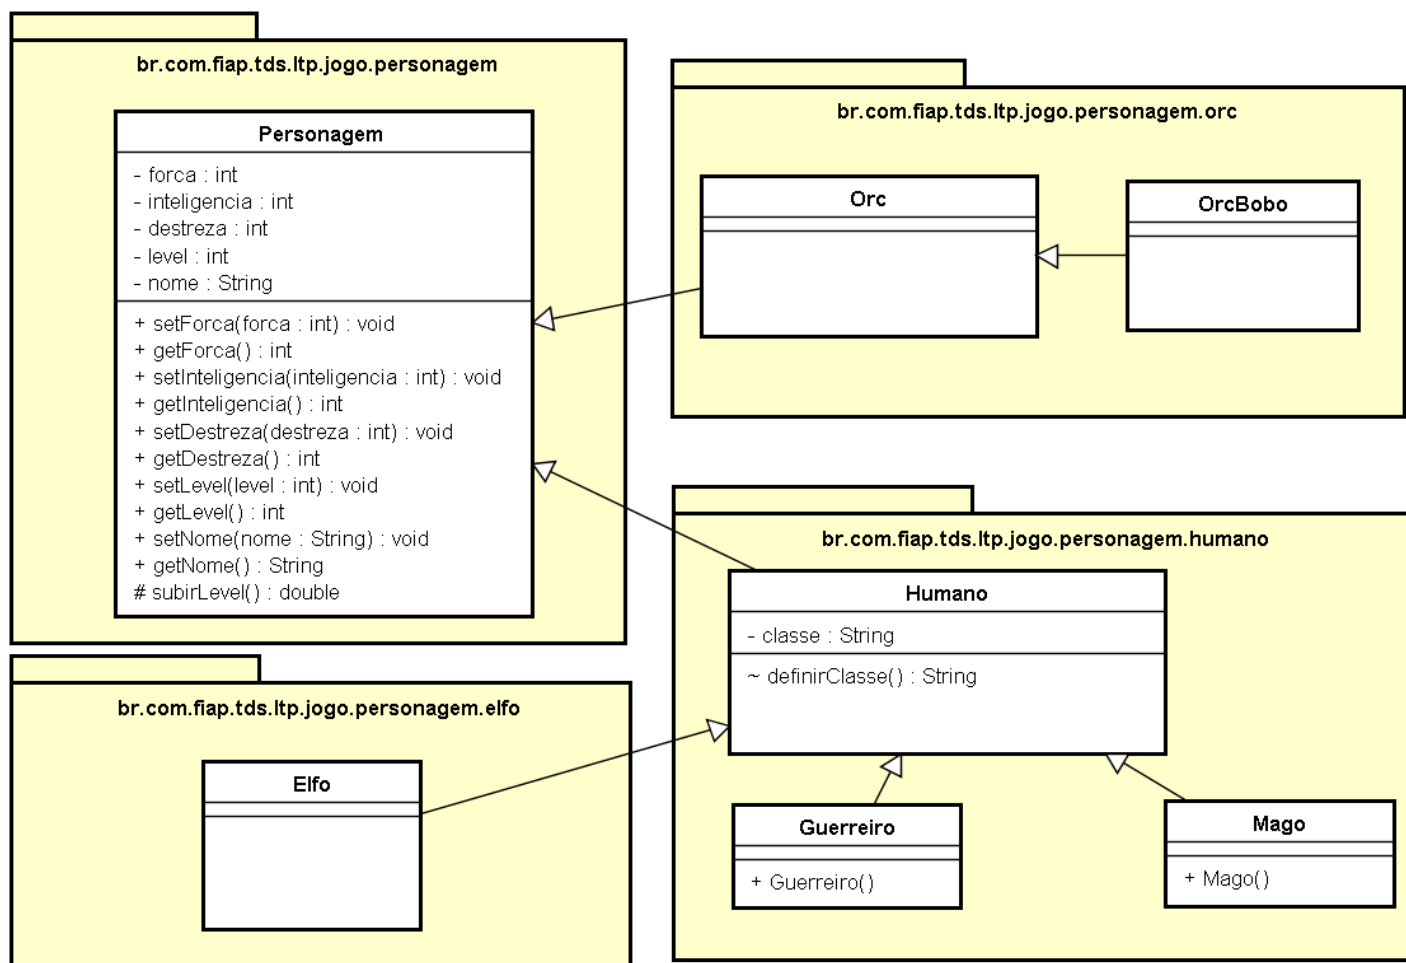 br.com.fiap.tds.ltp.jogo.personagem
Personagem
- forca : int
- inteligencia : int
- destreza : int
- level : int
- nome : String
+ setForca(forca : int) : void
+ getForca() : int
+ setInteligencia(inteligencia : int) : void
+ getInteligencia() : int
+ setDestreza(destreza : int) : void
+ getDestreza() : int
+ setLevel(level : int) : void
+ getLevel() : int
+ setNome(nome : String) : void
+ getNome() : String
# subirLevel() : double
br.com.fiap.tds.ltp.jogo.personagem.orc
Orc
OrcBobo
br.com.fiap.tds.ltp.jogo.personagem.humano
Humano
- classe : String
~ definirClasse() : String
Guerreiro
+ Guerreiro()
Mago
+ Mago()
br.com.fiap.tds.ltp.jogo.personagem.elfo
Elfo